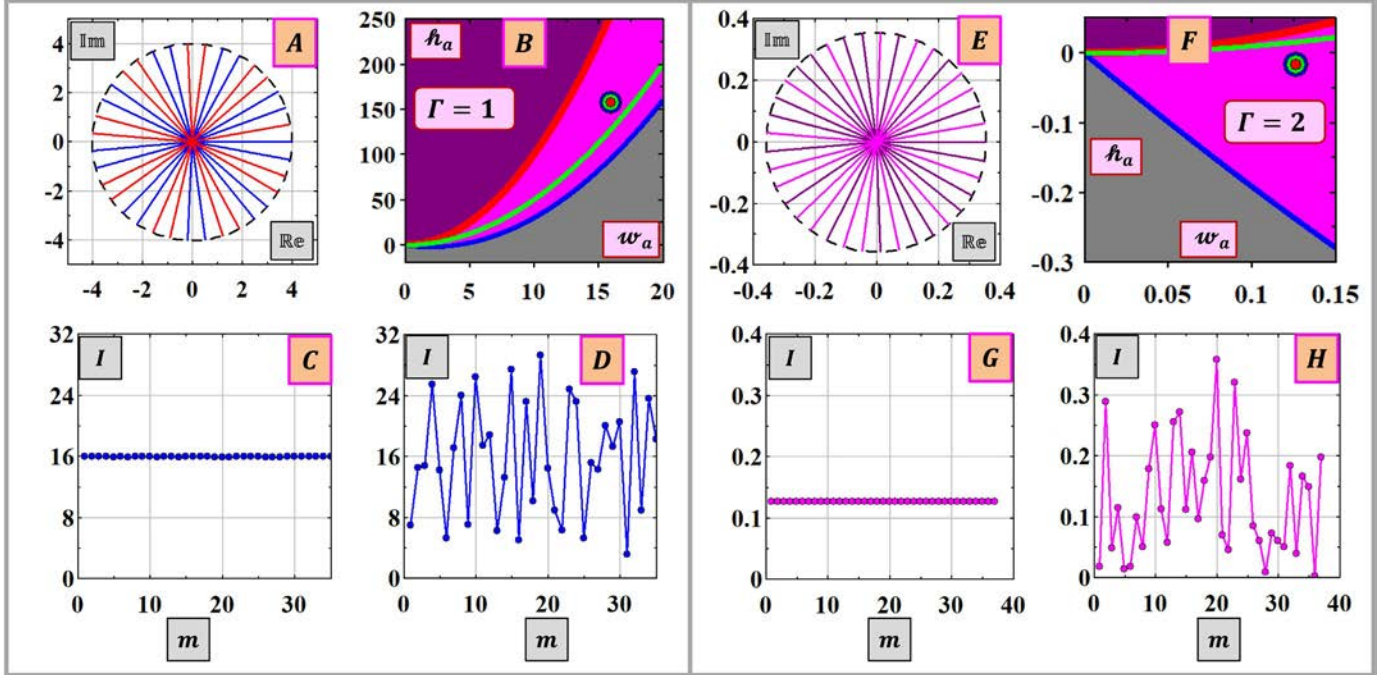 4
Im
A
2
0
-2
-4
Re
-4 -2 0 2 4
250
𝒽ₐ
B
200
150
Γ = 1
100
50
0
𝓌ₐ
0 10 15 20
0.4
Im
E
0.2
0
-0.2
-0.4
Re
-0.4 -0.2 0 0.2 0.4
F
0
-0.1
Γ = 2
𝒽ₐ
-0.2
-0.3
𝓌ₐ
0 0.05 0.1 0.15
32
I
C
24
16
8
0
0 10 20 30
m
32
I
D
24
16
8
0
0 10 20 30
m
0.4
I
G
0.3
0.2
0.1
0
0 10 20 30 40
m
0.4
I
H
0.3
0.2
0.1
0
0 10 20 30 40
m